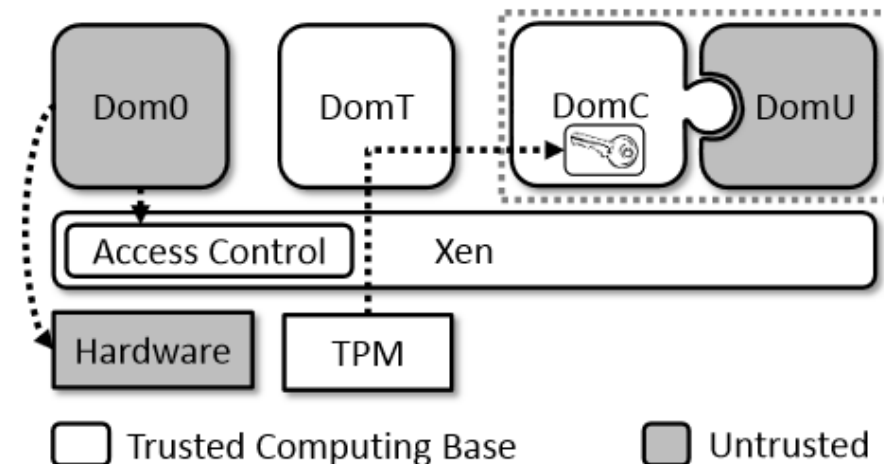 Dom0
DomT
DomC
DomU
Access Control
Xen
Hardware
TPM
Trusted Computing Base
Untrusted